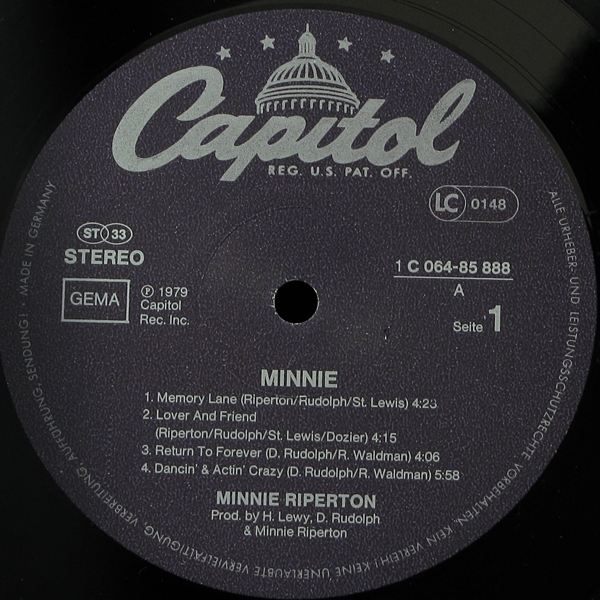 Capitol
REG. U.S. PAT. OFF.
LC 0148
ST 33
STEREO
GEMA
℗ 1979
Capitol
Rec. Inc.
1 C 064-85 888
A
Seite 1
MINNIE
1. Memory Lane (Riperton/Rudolph/St. Lewis) 4:23
2. Lover And Friend
(Riperton/Rudolph/St. Lewis/Dozier) 4:15
3. Return To Forever (D. Rudolph/R. Waldman) 4:06
4. Dancin' & Actin' Crazy (D. Rudolph/R. Waldman) 5:58
MINNIE RIPERTON
Prod. by H. Lewy, D. Rudolph
& Minnie Riperton
ALLE URHEBER- UND LEISTUNGSSCHUTZRECHTE VORBEHALTEN. KEIN VERLEIH! KEINE UNERLAUBTE VERVIELFÄLTIGUNG, VERBREITUNG, AUFFÜHRUNG, SENDUNG! · MADE IN GERMANY